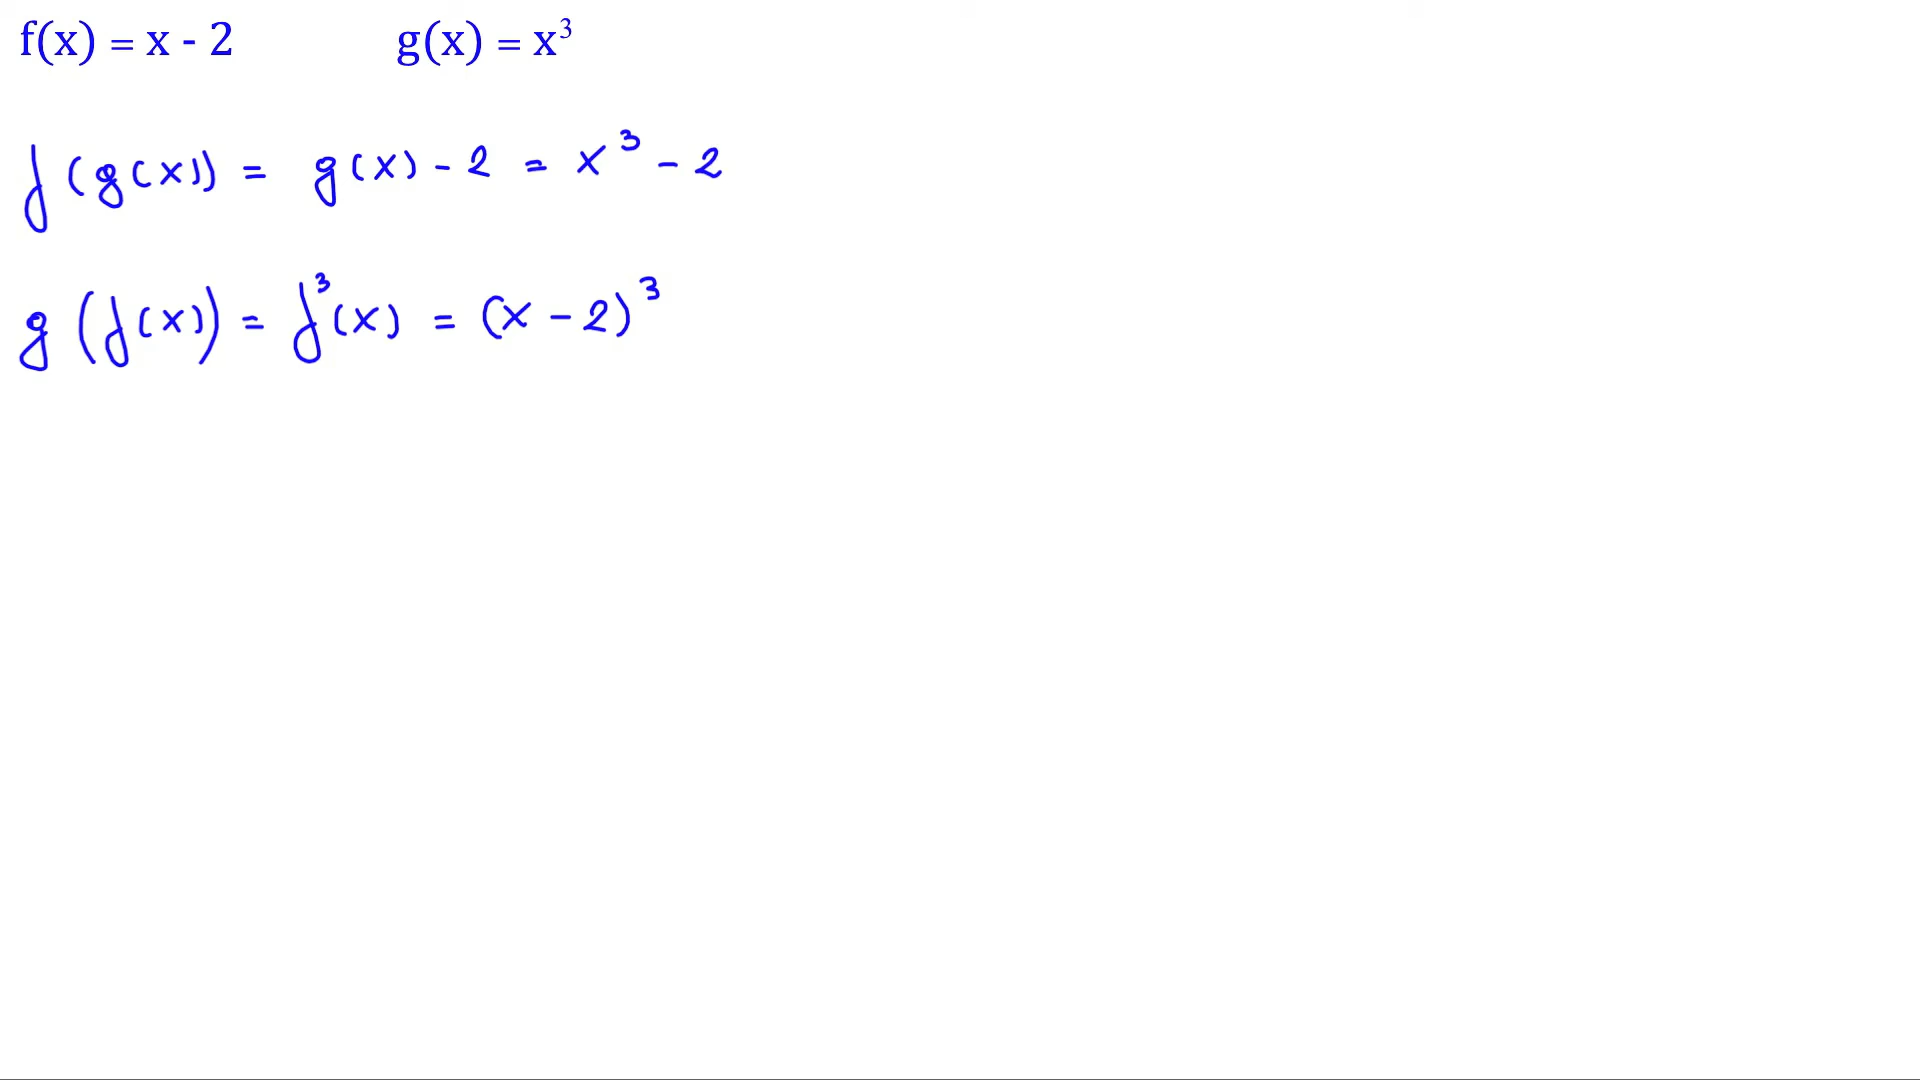 f(x) = x - 2 g(x) = x³
f(g(x)) = g(x) - 2 = x³ - 2
g(f(x)) = f³(x) = (x - 2)³